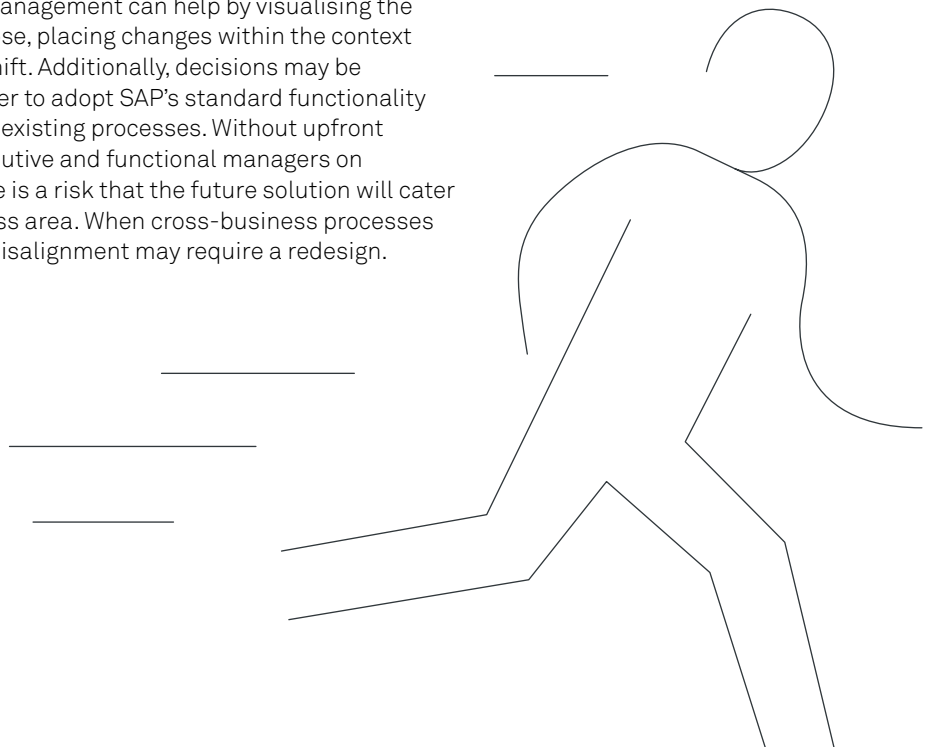 anagement can help by visualising the
se, placing changes within the context
ift. Additionally, decisions may be
er to adopt SAP's standard functionality
existing processes. Without upfront
utive and functional managers on
e is a risk that the future solution will cater
ss area. When cross-business processes
isalignment may require a redesign.